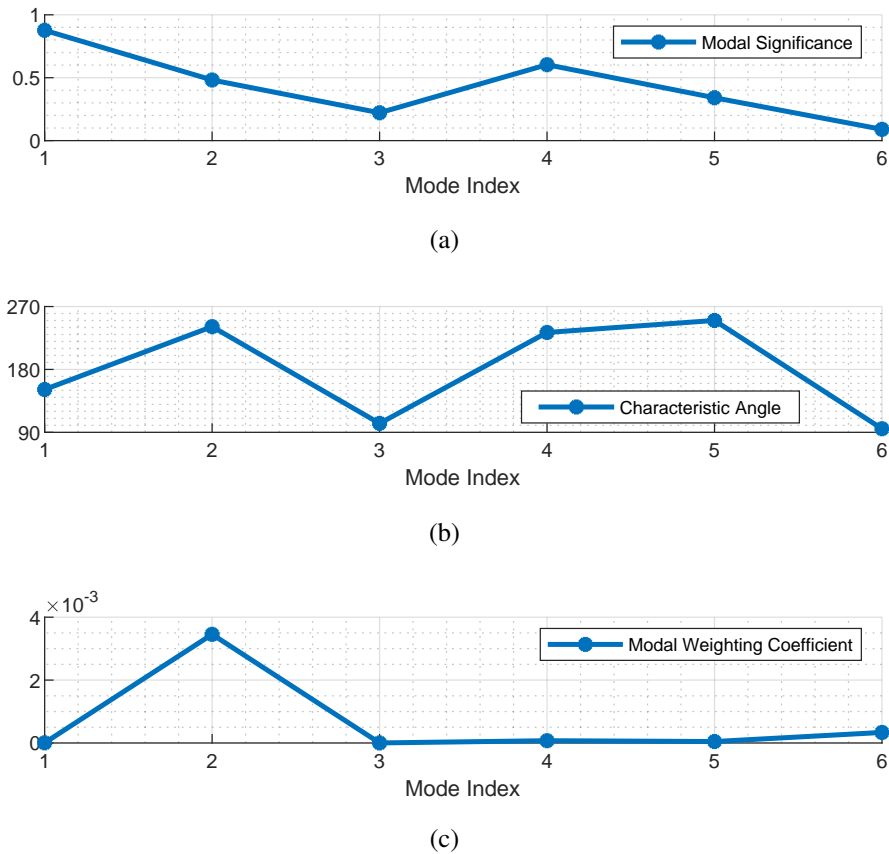 1
0.5
0
Modal Significance
1 2 3 4 5 6
Mode Index
(a)
270
180
90
Characteristic Angle
1 2 3 4 5 6
Mode Index
(b)
×10⁻³
4
2
0
Modal Weighting Coefficient
1 2 3 4 5 6
Mode Index
(c)